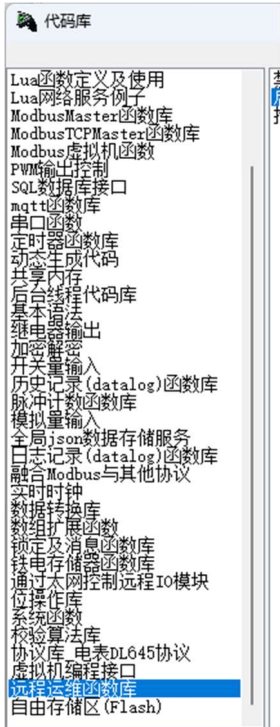 代码库
Lua函数定义及使用
Lua网络服务例子
ModbusMaster函数库
ModbusTCPMaster函数库
Modbus虚拟机函数
PWM输出控制
SQL数据库接口
mqtt函数库
串口函数
定时器函数库
动态生成代码
共享内存
后台线程代码库
基本语法
继电器输出
加密解密
开关量输入
历史记录(datalog)函数库
脉冲计数函数库
模拟量输入
全局json数据存储服务
日志记录(datalog)函数库
融合Modbus与其他协议
实时时钟
数据转换库
数组扩展函数
锁定及消息函数库
铁电存储器函数库
通过太网控制远程IO模块
位操作库
系统函数
校验算法库
协议库_电表DL645协议
虚拟机编程接口
远程运维函数库
自由存储区(Flash)